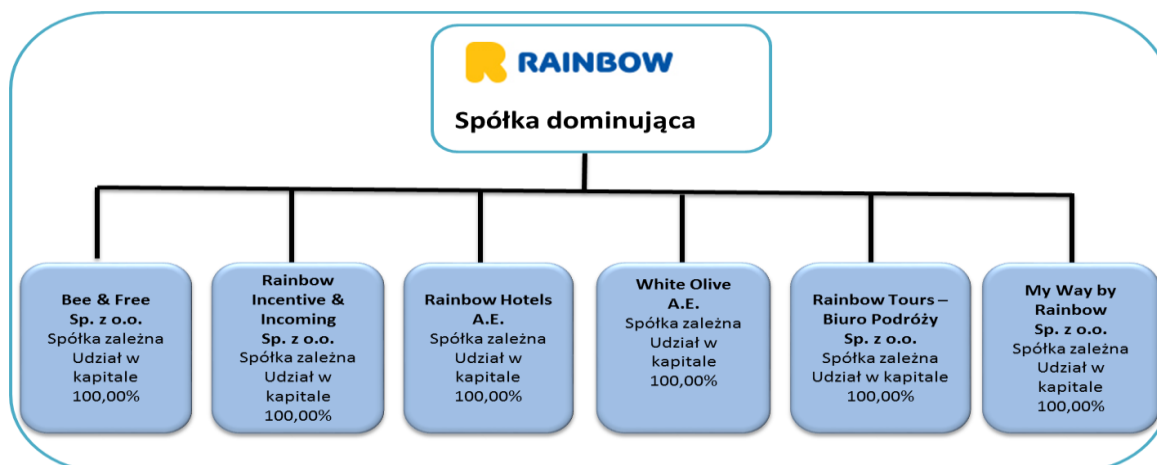 RAINBOW
Spółka dominująca
Bee & Free
Sp. z o.o.
Spółka zależna
Udział w
kapitale
100,00%
Rainbow
Incentive &
Incoming
Sp. z o.o.
Spółka zależna
Udział w
kapitale
100,00%
Rainbow Hotels
A.E.
Spółka zależna
Udział w
kapitale
100,00%
White Olive
A.E.
Spółka zależna
Udział w
kapitale
100,00%
Rainbow Tours –
Biuro Podróży
Sp. z o.o.
Spółka zależna
Udział w kapitale
100,00%
My Way by
Rainbow
Sp. z o.o.
Spółka zależna
Udział w
kapitale
100,00%